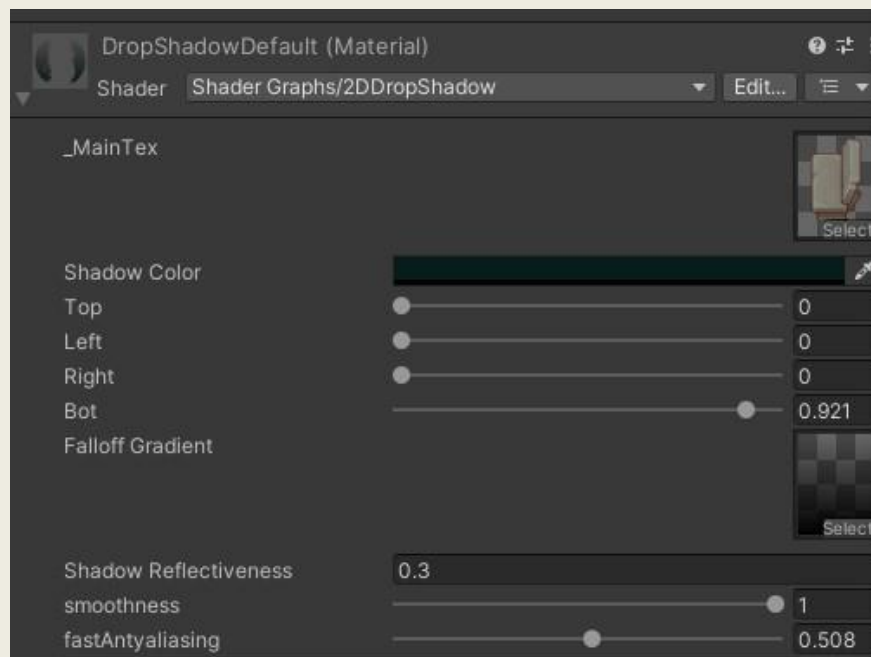 DropShadowDefault (Material)
Shader Shader Graphs/2DDropShadow Edit...
_MainTex
Select
Shadow Color
Top 0
Left 0
Right 0
Bot 0.921
Falloff Gradient
Select
Shadow Reflectiveness 0.3
smoothness 1
fastAntyaliasing 0.508